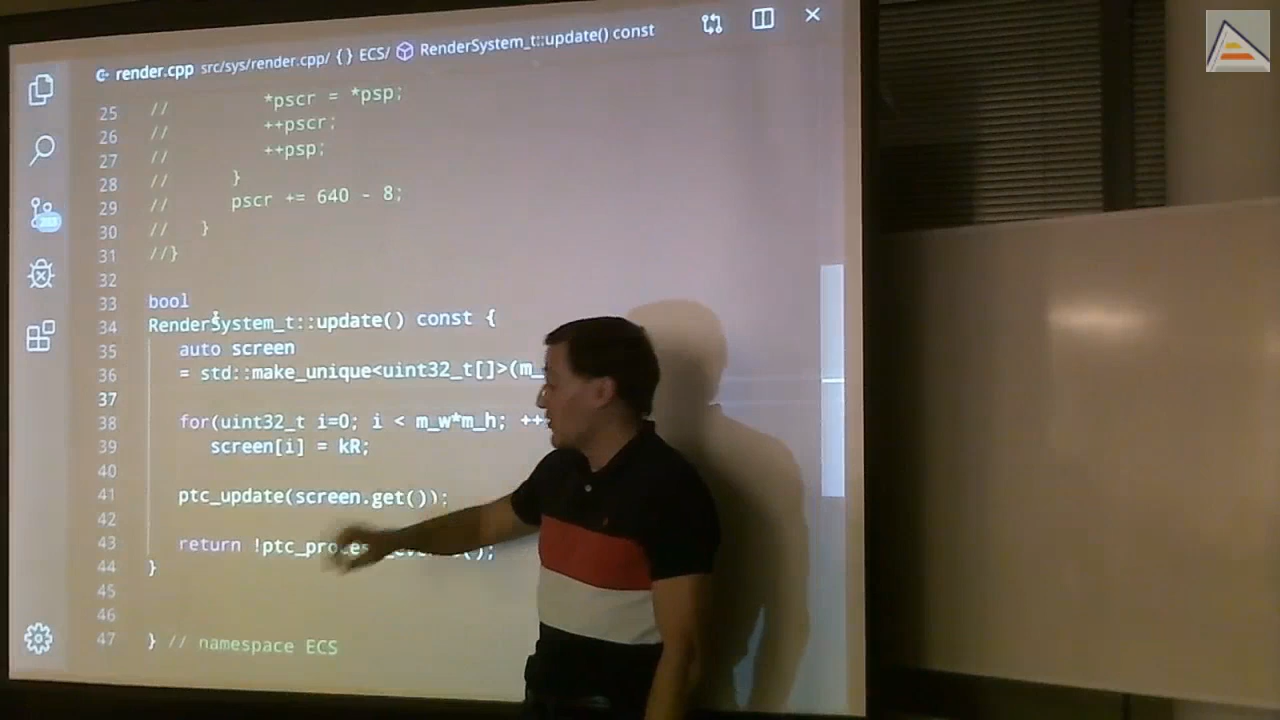 render.cpp src/sys/render.cpp/ {} ECS/ RenderSystem_t::update() const
25 // *pscr = *psp;
26 // ++pscr;
27 // ++psp;
28 // }
29 // pscr += 640 - 8;
30 // }
31 //}
32
33 bool
34 RenderSystem_t::update() const {
35 auto screen
36 = std::make_unique<uint32_t[]>(m_
37
38 for(uint32_t i=0; i < m_w*m_h; ++
39 screen[i] = kR;
40
41 ptc_update(screen.get());
42
43 return !ptc_proces ();
44 }
45
46
47 } // namespace ECS